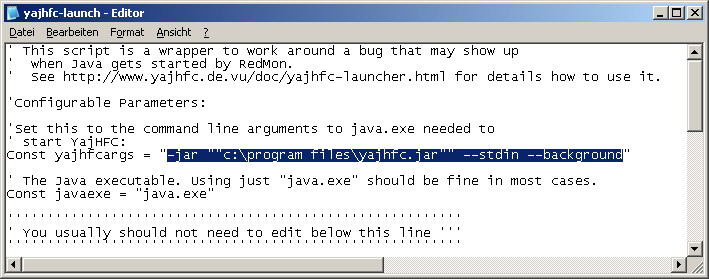 yajhfc-launch - Editor
Datei Bearbeiten Format Ansicht ?
' This script is a wrapper to work around a bug that may show up
'  when Java gets started by RedMon.
'  See http://www.yajhfc.de.vu/doc/yajhfc-launcher.html for details how to use it.
'Configurable Parameters:
'Set this to the command line arguments to java.exe needed to
' start YajHFC:
Const yajhfcargs = "-jar ""c:\program files\yajhfc.jar"" --stdin --background"
' The Java executable. Using just "java.exe" should be fine in most cases.
Const javaexe = "java.exe"
'''''''''''''''''''''''''''''''''''''''''''''''''''''''''''''
' You usually should not need to edit below this line '''
'''''''''''''''''''''''''''''''''''''''''''''''''''''''''''''